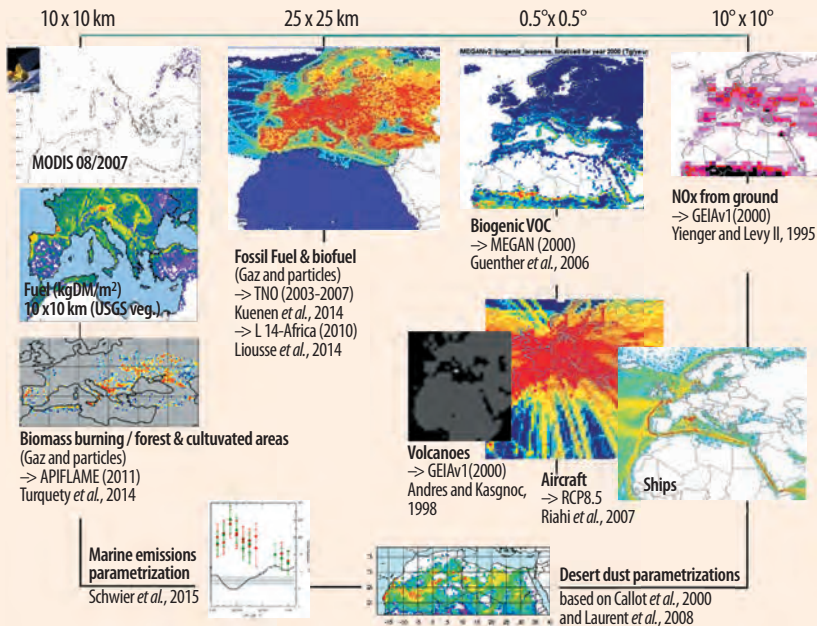 10 x 10 km
25 x 25 km
0.5° x 0.5°
10° x 10°
MODIS 08/2007
Fuel (kgDM/m²)
10 x10 km (USGS veg.)
Biomass burning / forest & cultuvated areas
(Gaz and particles)
–> APIFLAME (2011)
Turquety et al., 2014
Fossil Fuel & biofuel
(Gaz and particles)
–> TNO (2003-2007)
Kuenen et al., 2014
–> L 14-Africa (2010)
Liousse et al., 2014
MEGANv2: biogenic_isoprene, totalcell for year 2000 (Tg/year
Biogenic VOC
–> MEGAN (2000)
Guenther et al., 2006
NOx from ground
–> GEIAv1(2000)
Yienger and Levy II, 1995
Volcanoes
–> GEIAv1(2000)
Andres and Kasgnoc,
1998
Aircraft
–> RCP8.5
Riahi et al., 2007
Ships
Marine emissions
parametrization
Schwier et al., 2015
Desert dust parametrizations
based on Callot et al., 2000
and Laurent et al., 2008